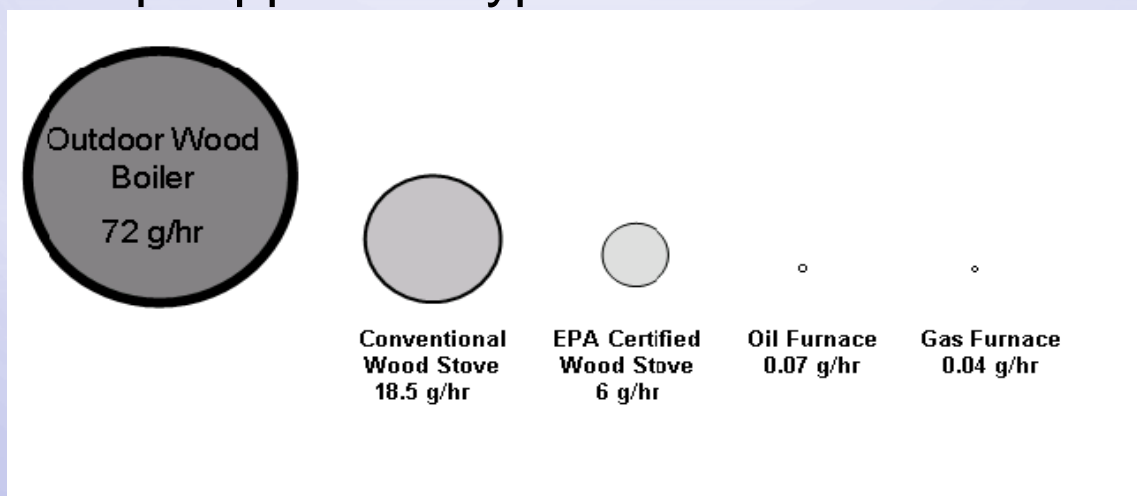 Outdoor Wood
Boiler
72 g/hr
Conventional
Wood Stove
18.5 g/hr
EPA Certified
Wood Stove
6 g/hr
Oil Furnace
0.07 g/hr
Gas Furnace
0.04 g/hr